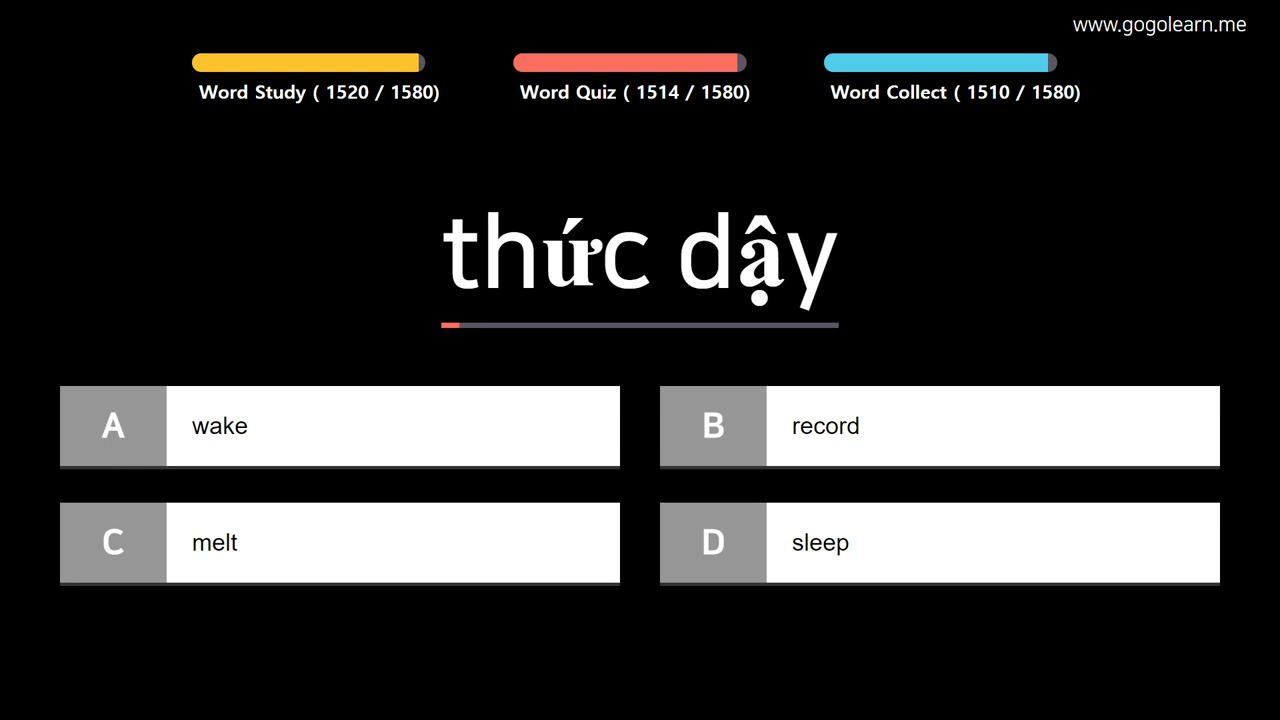 www.gogolearn.me
Word Study ( 1520 / 1580)
Word Quiz ( 1514 / 1580)
Word Collect ( 1510 / 1580)
thức dậy
A wake
B record
C melt
D sleep